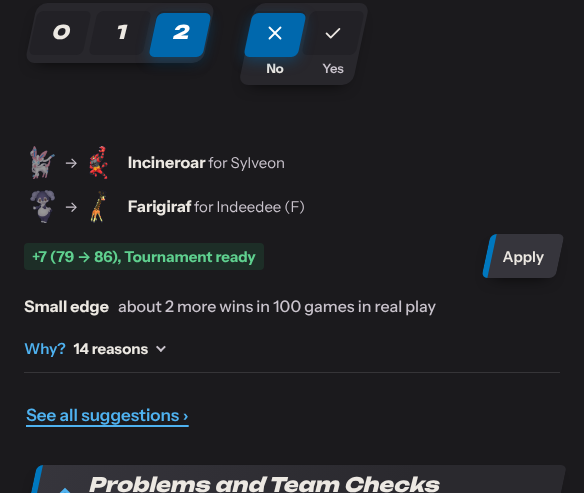 0 1 2
No Yes
→ Incineroar for Sylveon
→ Farigiraf for Indeedee (F)
+7 (79 → 86), Tournament ready
Apply
Small edge about 2 more wins in 100 games in real play
Why? 14 reasons
See all suggestions ›
Problems and Team Checks